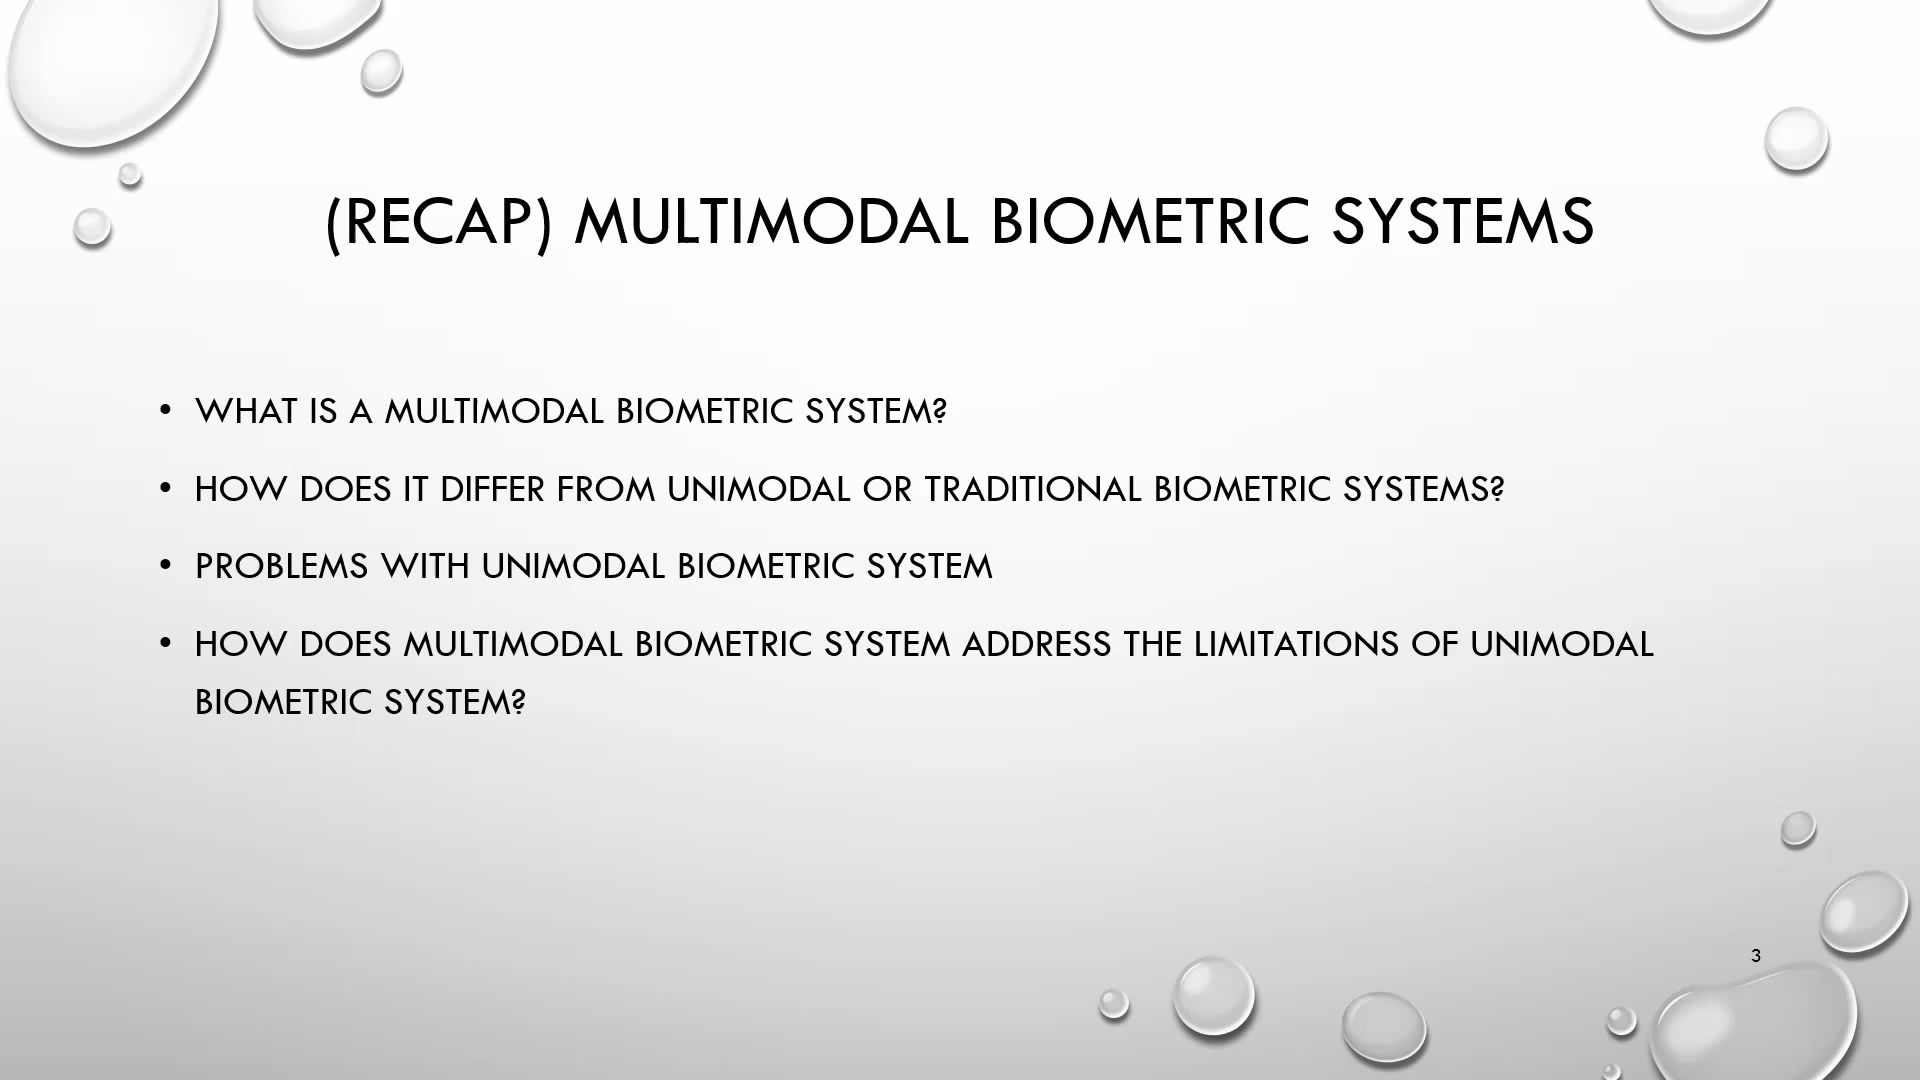 (RECAP) MULTIMODAL BIOMETRIC SYSTEMS
• WHAT IS A MULTIMODAL BIOMETRIC SYSTEM?
• HOW DOES IT DIFFER FROM UNIMODAL OR TRADITIONAL BIOMETRIC SYSTEMS?
• PROBLEMS WITH UNIMODAL BIOMETRIC SYSTEM
• HOW DOES MULTIMODAL BIOMETRIC SYSTEM ADDRESS THE LIMITATIONS OF UNIMODAL
BIOMETRIC SYSTEM?
3